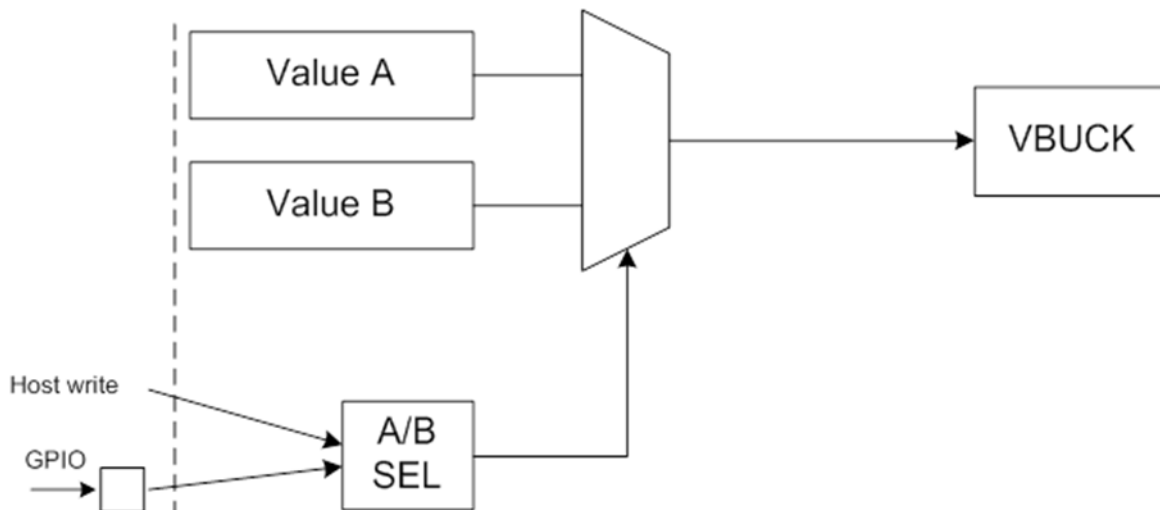 Value A
VBUCK
Value B
Host write
A/B
SEL
GPIO